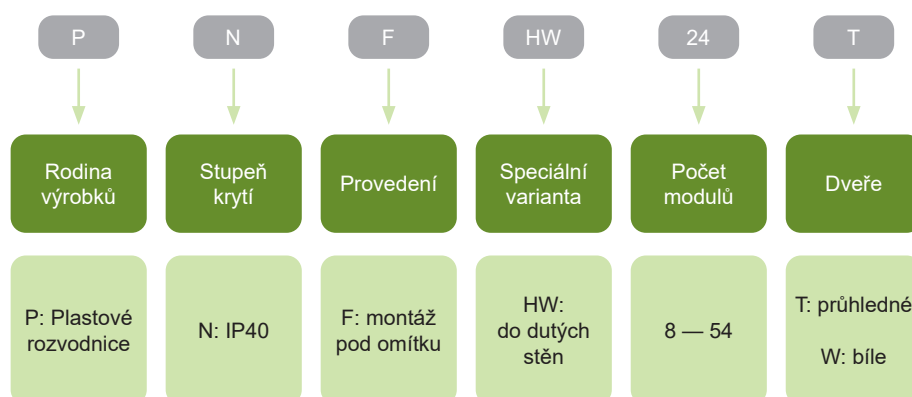 P
N
F
HW
24
T
Rodina
výrobků
Stupeň
krytí
Provedení
Speciální
varianta
Počet
modulů
Dveře
P: Plastové
rozvodnice
N: IP40
F: montáž
pod omítku
HW:
do dutých
stěn
8 — 54
T: průhledné
W: bíle